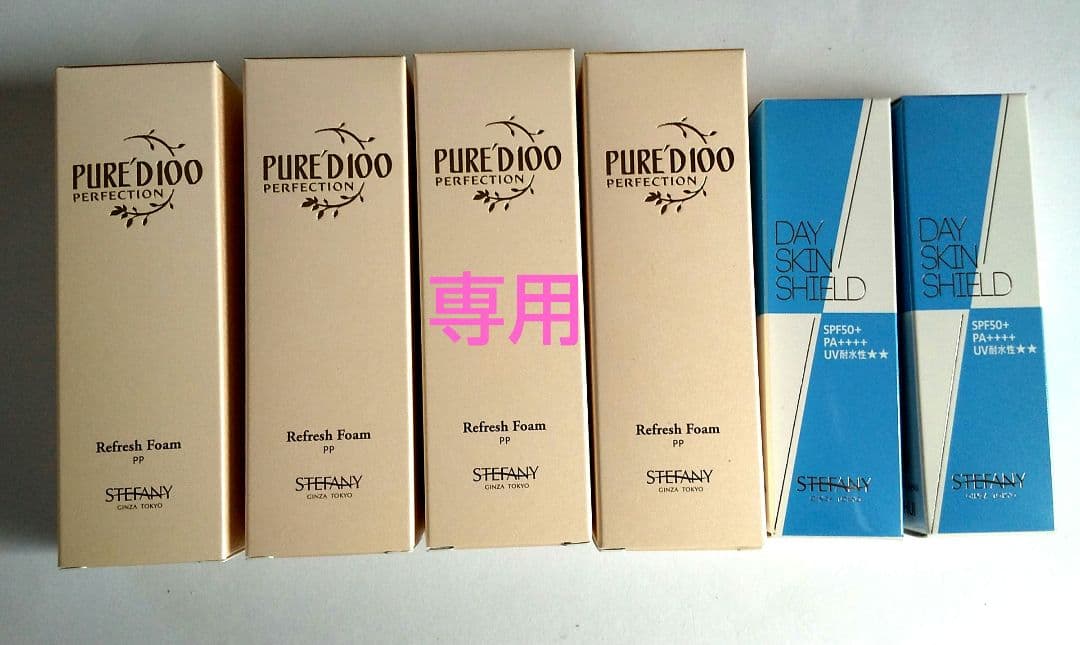 PURE'D100
PERFECTION
Refresh Foam
PP
STEFANY
GINZA TOKYO
PURE'D100
PERFECTION
Refresh Foam
PP
STEFANY
GINZA TOKYO
PURE'D100
PERFECTION
専用
Refresh Foam
PP
STEFANY
GINZA TOKYO
PURE'D100
PERFECTION
Refresh Foam
PP
STEFANY
GINZA TOKYO
DAY
SKIN
SHIELD
SPF50+
PA++++
UV耐水性★★
STEFANY
DAY
SKIN
SHIELD
SPF50+
PA++++
UV耐水性★★
STEFANY